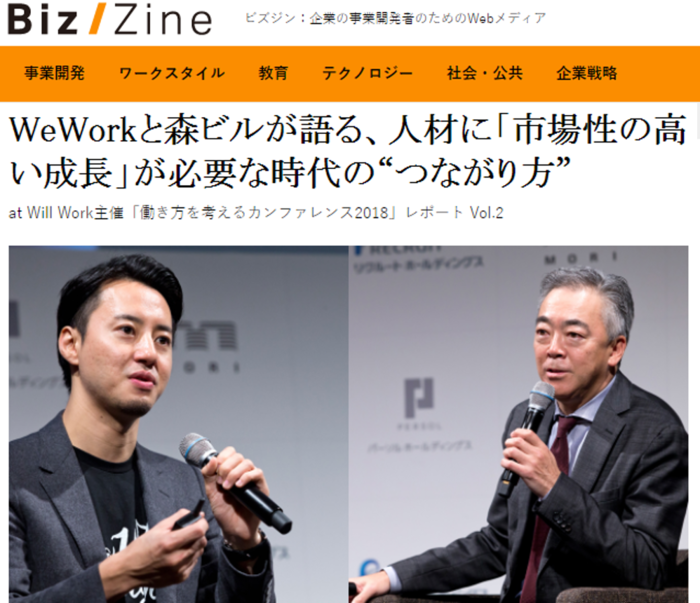 Biz/Zine
ビズジン：企業の事業開発者のためのWebメディア
事業開発 ワークスタイル 教育 テクノロジー 社会・公共 企業戦略
WeWorkと森ビルが語る、人材に「市場性の高
い成長」が必要な時代の“つながり方”
at Will Work主催「働き方を考えるカンファレンス2018」レポート Vol.2
RECRUIT
リクルート ホールディングス
MORI
MORI
PERSOL
パーソル ホールディングス